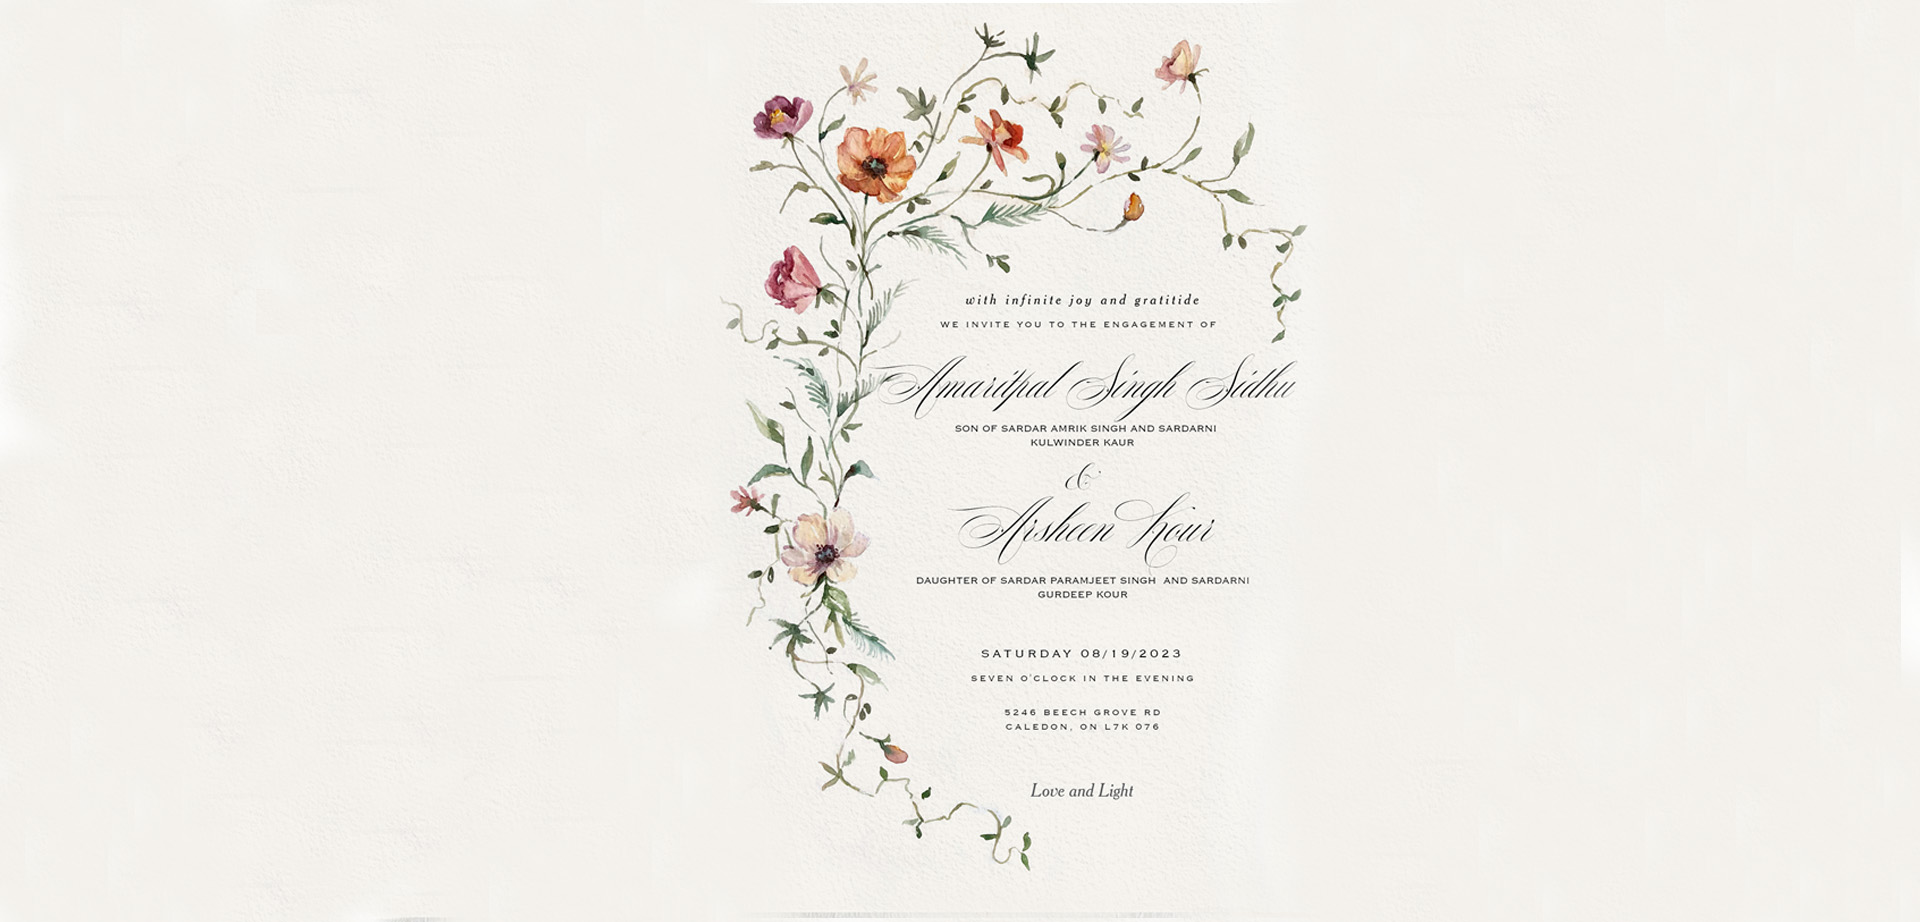 with infinite joy and gratitide
WE INVITE YOU TO THE ENGAGEMENT OF
Amaritpal Singh Sidhu
SON OF SARDAR AMRIK SINGH AND SARDARNI
KULWINDER KAUR
&
Arsheen Kour
DAUGHTER OF SARDAR PARAMJEET SINGH AND SARDARNI
GURDEEP KOUR
SATURDAY 08/19/2023
SEVEN O'CLOCK IN THE EVENING
5246 BEECH GROVE RD
CALEDON, ON L7K 076
Love and Light